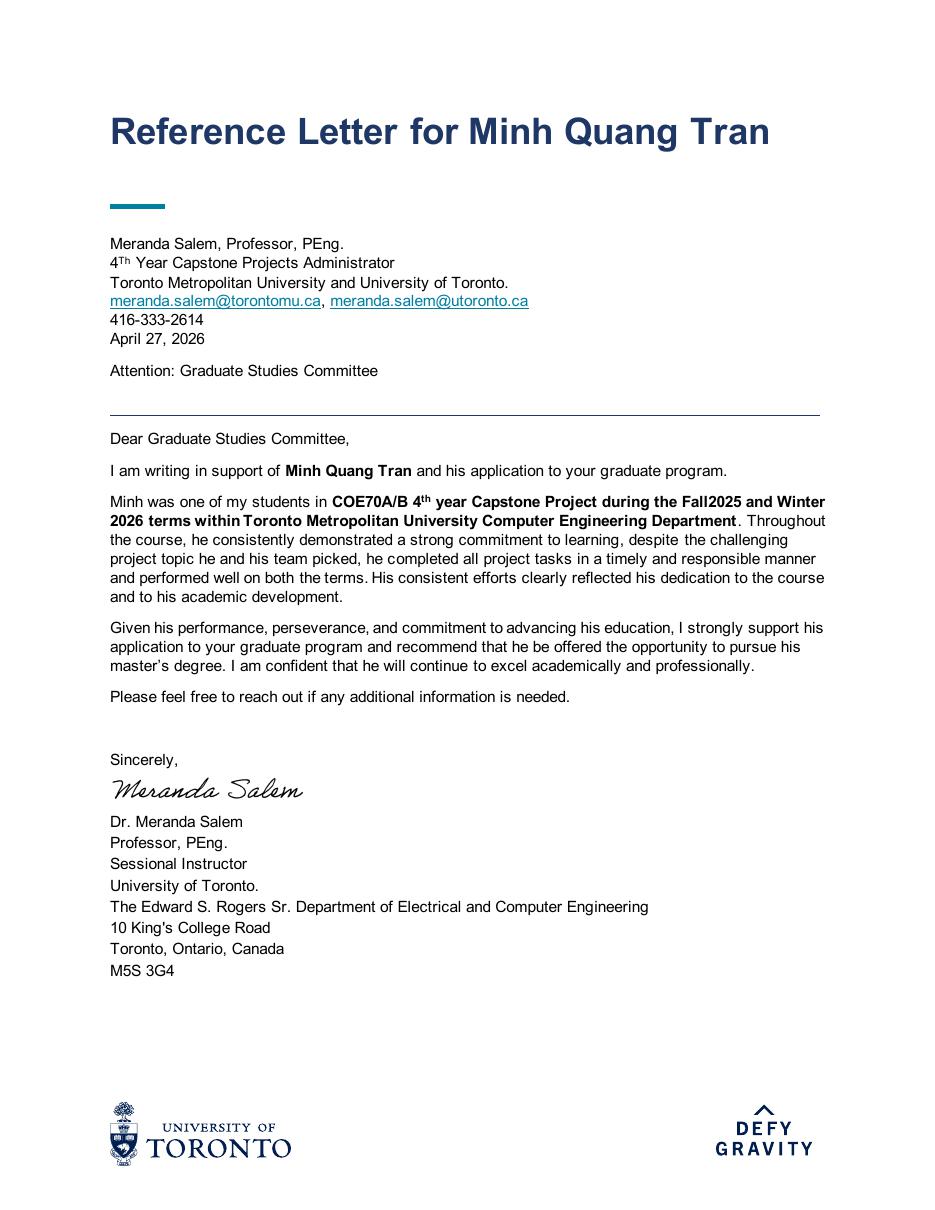 Reference Letter for Minh Quang Tran
Meranda Salem, Professor, PEng.
4Th Year Capstone Projects Administrator
Toronto Metropolitan University and University of Toronto.
meranda.salem@torontomu.ca, meranda.salem@utoronto.ca
416-333-2614
April 27, 2026
Attention: Graduate Studies Committee
Dear Graduate Studies Committee,
I am writing in support of Minh Quang Tran and his application to your graduate program.
Minh was one of my students in COE70A/B 4th year Capstone Project during the Fall2025 and Winter
2026 terms within Toronto Metropolitan University Computer Engineering Department. Throughout
the course, he consistently demonstrated a strong commitment to learning, despite the challenging
project topic he and his team picked, he completed all project tasks in a timely and responsible manner
and performed well on both the terms. His consistent efforts clearly reflected his dedication to the course
and to his academic development.
Given his performance, perseverance, and commitment to advancing his education, I strongly support his
application to your graduate program and recommend that he be offered the opportunity to pursue his
master’s degree. I am confident that he will continue to excel academically and professionally.
Please feel free to reach out if any additional information is needed.
Sincerely,
Meranda Salem
Dr. Meranda Salem
Professor, PEng.
Sessional Instructor
University of Toronto.
The Edward S. Rogers Sr. Department of Electrical and Computer Engineering
10 King's College Road
Toronto, Ontario, Canada
M5S 3G4
UNIVERSITY OF
TORONTO
DEFY
GRAVITY